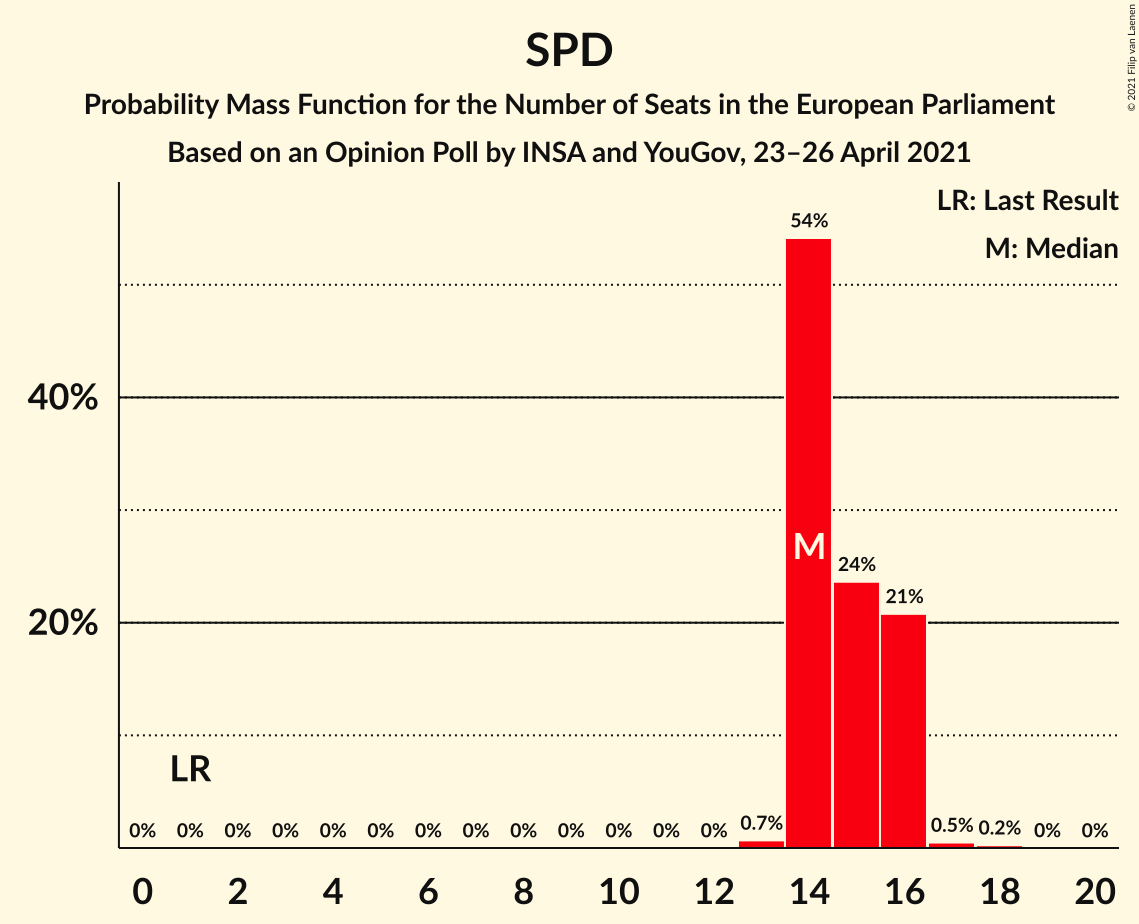 SPD
Probability Mass Function for the Number of Seats in the European Parliament
Based on an Opinion Poll by INSA and YouGov, 23–26 April 2021
© 2021 Filip van Laenen
LR: Last Result
M: Median
54%
40%
M
24%
21%
20%
LR
0% 0% 0% 0% 0% 0% 0% 0% 0% 0% 0% 0% 0% 0.7% 0.5% 0.2% 0% 0%
0 2 4 6 8 10 12 14 16 18 20